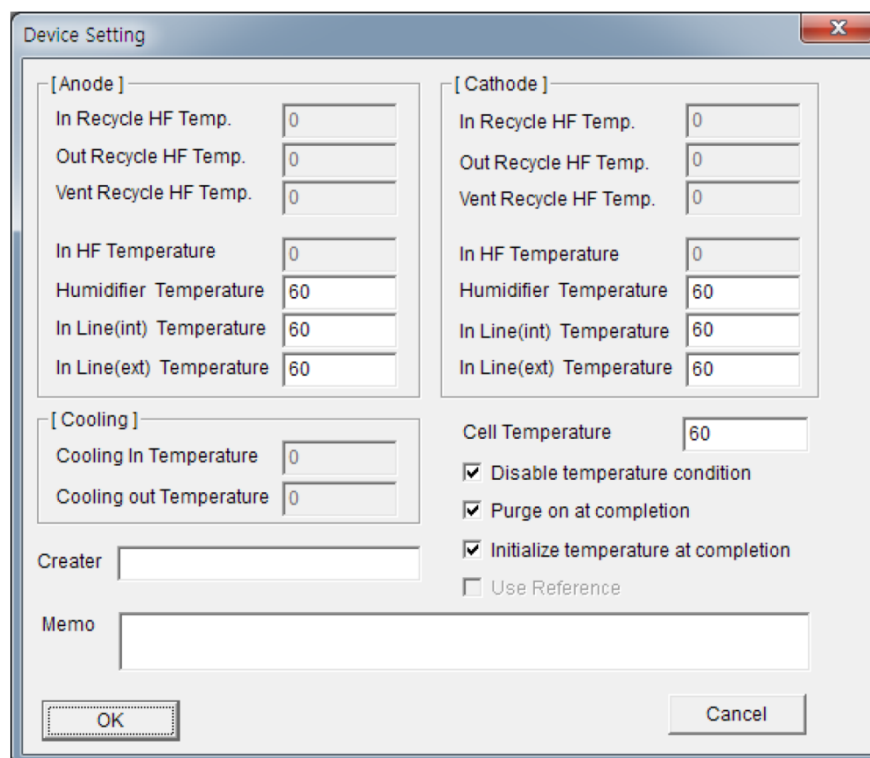 Device Setting
[ Anode ]
In Recycle HF Temp. 0
Out Recycle HF Temp. 0
Vent Recycle HF Temp. 0
In HF Temperature 0
Humidifier Temperature 60
In Line(int) Temperature 60
In Line(ext) Temperature 60
[ Cathode ]
In Recycle HF Temp. 0
Out Recycle HF Temp. 0
Vent Recycle HF Temp. 0
In HF Temperature 0
Humidifier Temperature 60
In Line(int) Temperature 60
In Line(ext) Temperature 60
[ Cooling ]
Cooling In Temperature 0
Cooling out Temperature 0
Cell Temperature 60
Disable temperature condition
Purge on at completion
Initialize temperature at completion
Use Reference
Creater
Memo
OK
Cancel